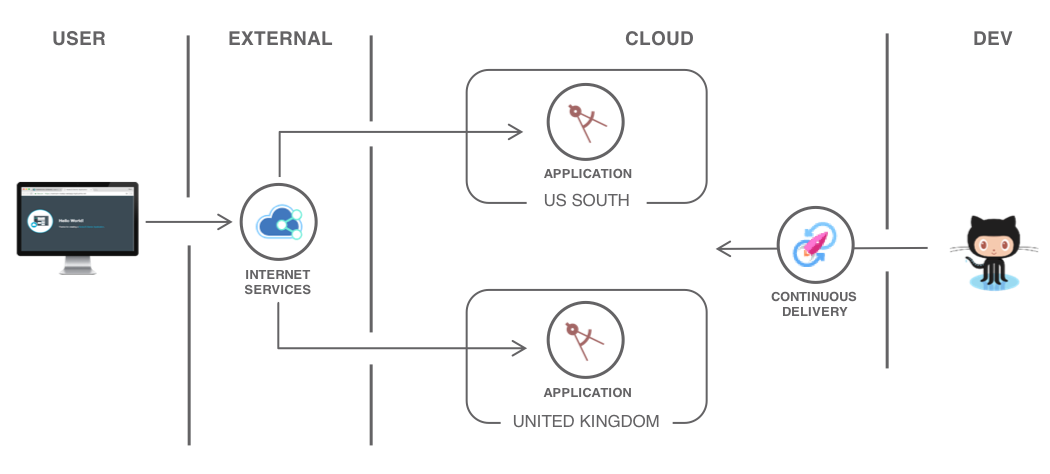 USER
EXTERNAL
CLOUD
DEV
APPLICATION
US SOUTH
Hello World!
INTERNET
SERVICES
CONTINUOUS
DELIVERY
APPLICATION
UNITED KINGDOM